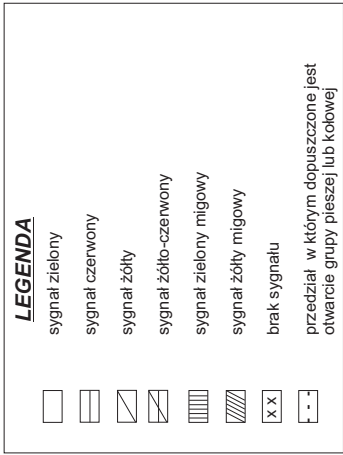 LEGENDA
sygnał zielony
sygnał czerwony
sygnał żółty
sygnał żółto-czerwony
sygnał zielony migowy
sygnał żółty migowy
x x brak sygnału
przedział w którym dopuszczone jest
otwarcie grupy pieszej lub kołowej